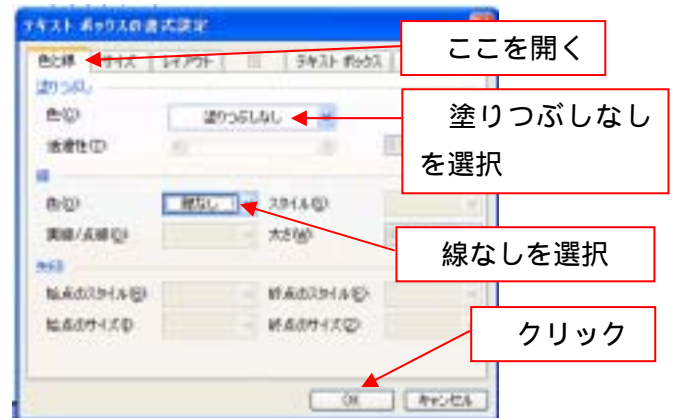 テキスト ボックスの書式設定
ここを開く
色と線 サイズ レイアウト テキスト ボックス
塗りつぶし
色(C) 塗りつぶしなし
塗りつぶしなし
を選択
透過性(T)
線
色(O) 線なし スタイル(S)
実線/点線(D) 太さ(W)
線なしを選択
矢印
始点のスタイル(B) 終点のスタイル(E)
始点のサイズ(I) 終点のサイズ(Z)
クリック
OK キャンセル